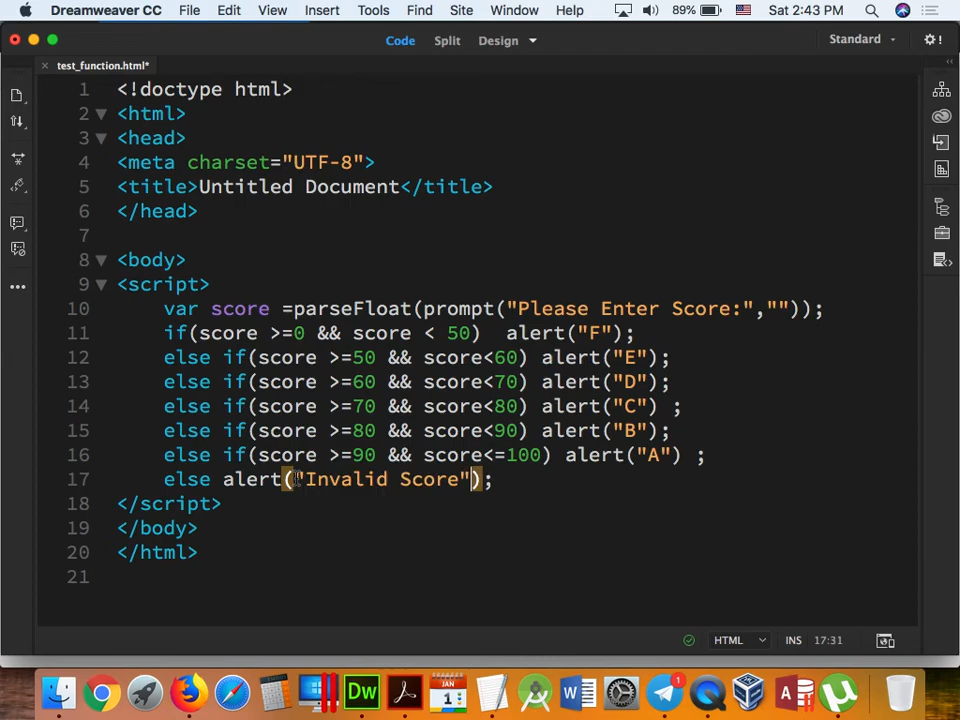 Dreamweaver CC File Edit View Insert Tools Find Site Window Help 89% Sat 2:43 PM
Code Split Design Standard
test_function.html*
1 <!doctype html>
2 <html>
3 <head>
4 <meta charset="UTF-8">
5 <title>Untitled Document</title>
6 </head>
7
8 <body>
9 <script>
10 var score =parseFloat(prompt("Please Enter Score:",""));
11 if(score >=0 && score < 50) alert("F");
12 else if(score >=50 && score<60) alert("E");
13 else if(score >=60 && score<70) alert("D");
14 else if(score >=70 && score<80) alert("C") ;
15 else if(score >=80 && score<90) alert("B");
16 else if(score >=90 && score<=100) alert("A") ;
17 else alert("Invalid Score");
18 </script>
19 </body>
20 </html>
21
HTML INS 17:31
Dw JAN 1 W A 1